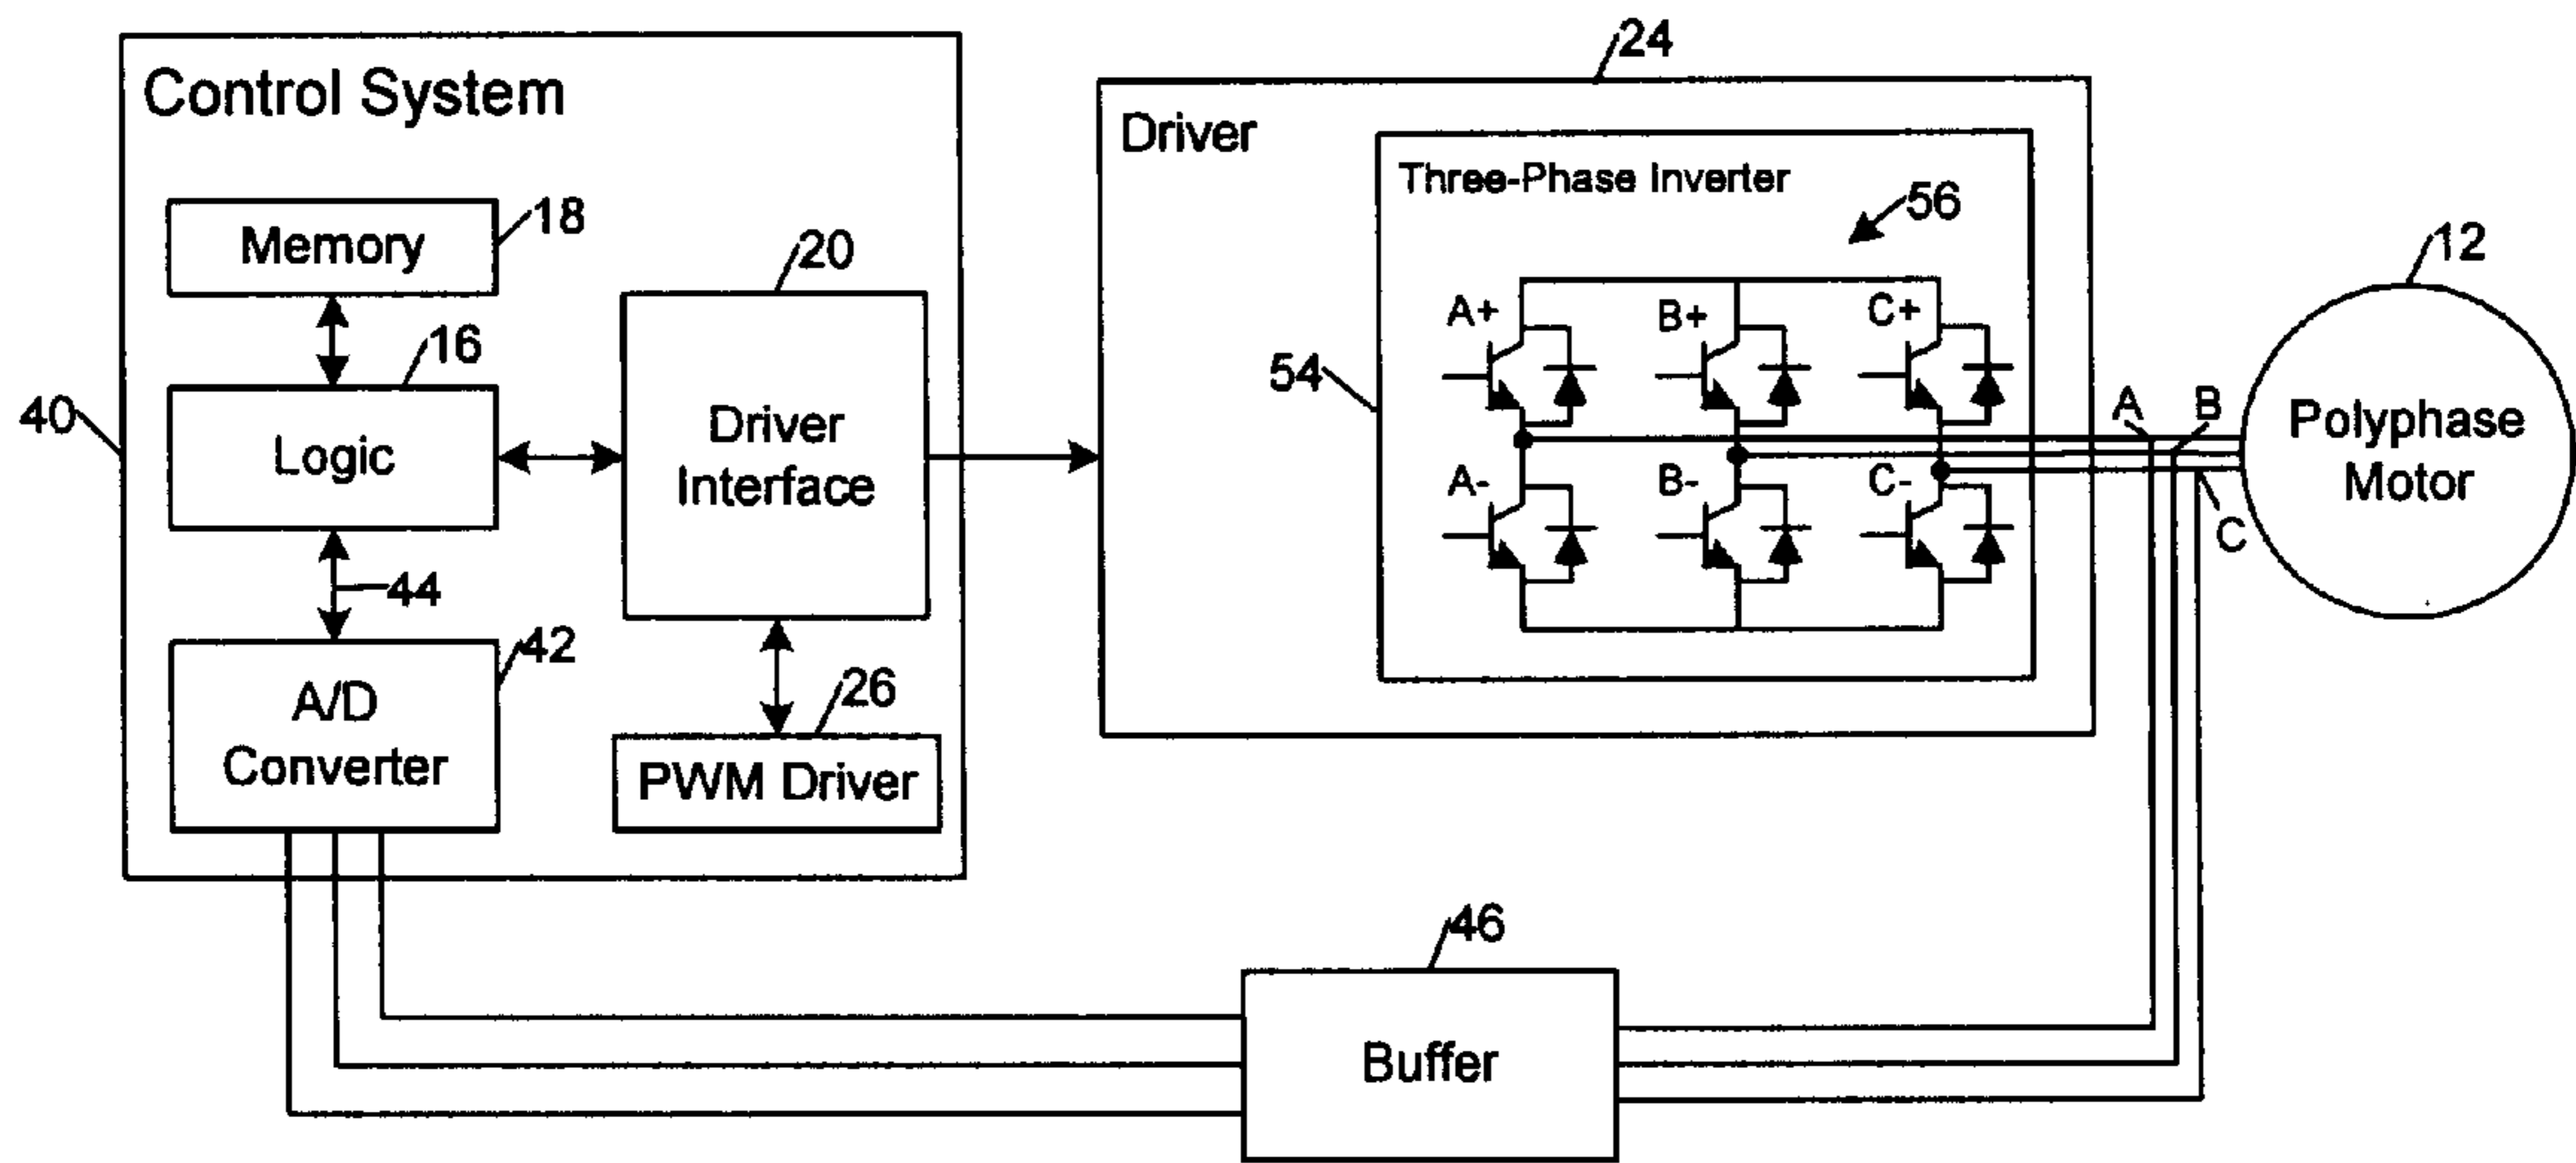 Control System
Memory
18
16
Logic
20
Driver
Interface
44
42
A/D
Converter
26
PWM Driver
40
24
Driver
Three-Phase Inverter
56
54
A+
B+
C+
A-
B-
C-
A
B
C
12
Polyphase
Motor
46
Buffer